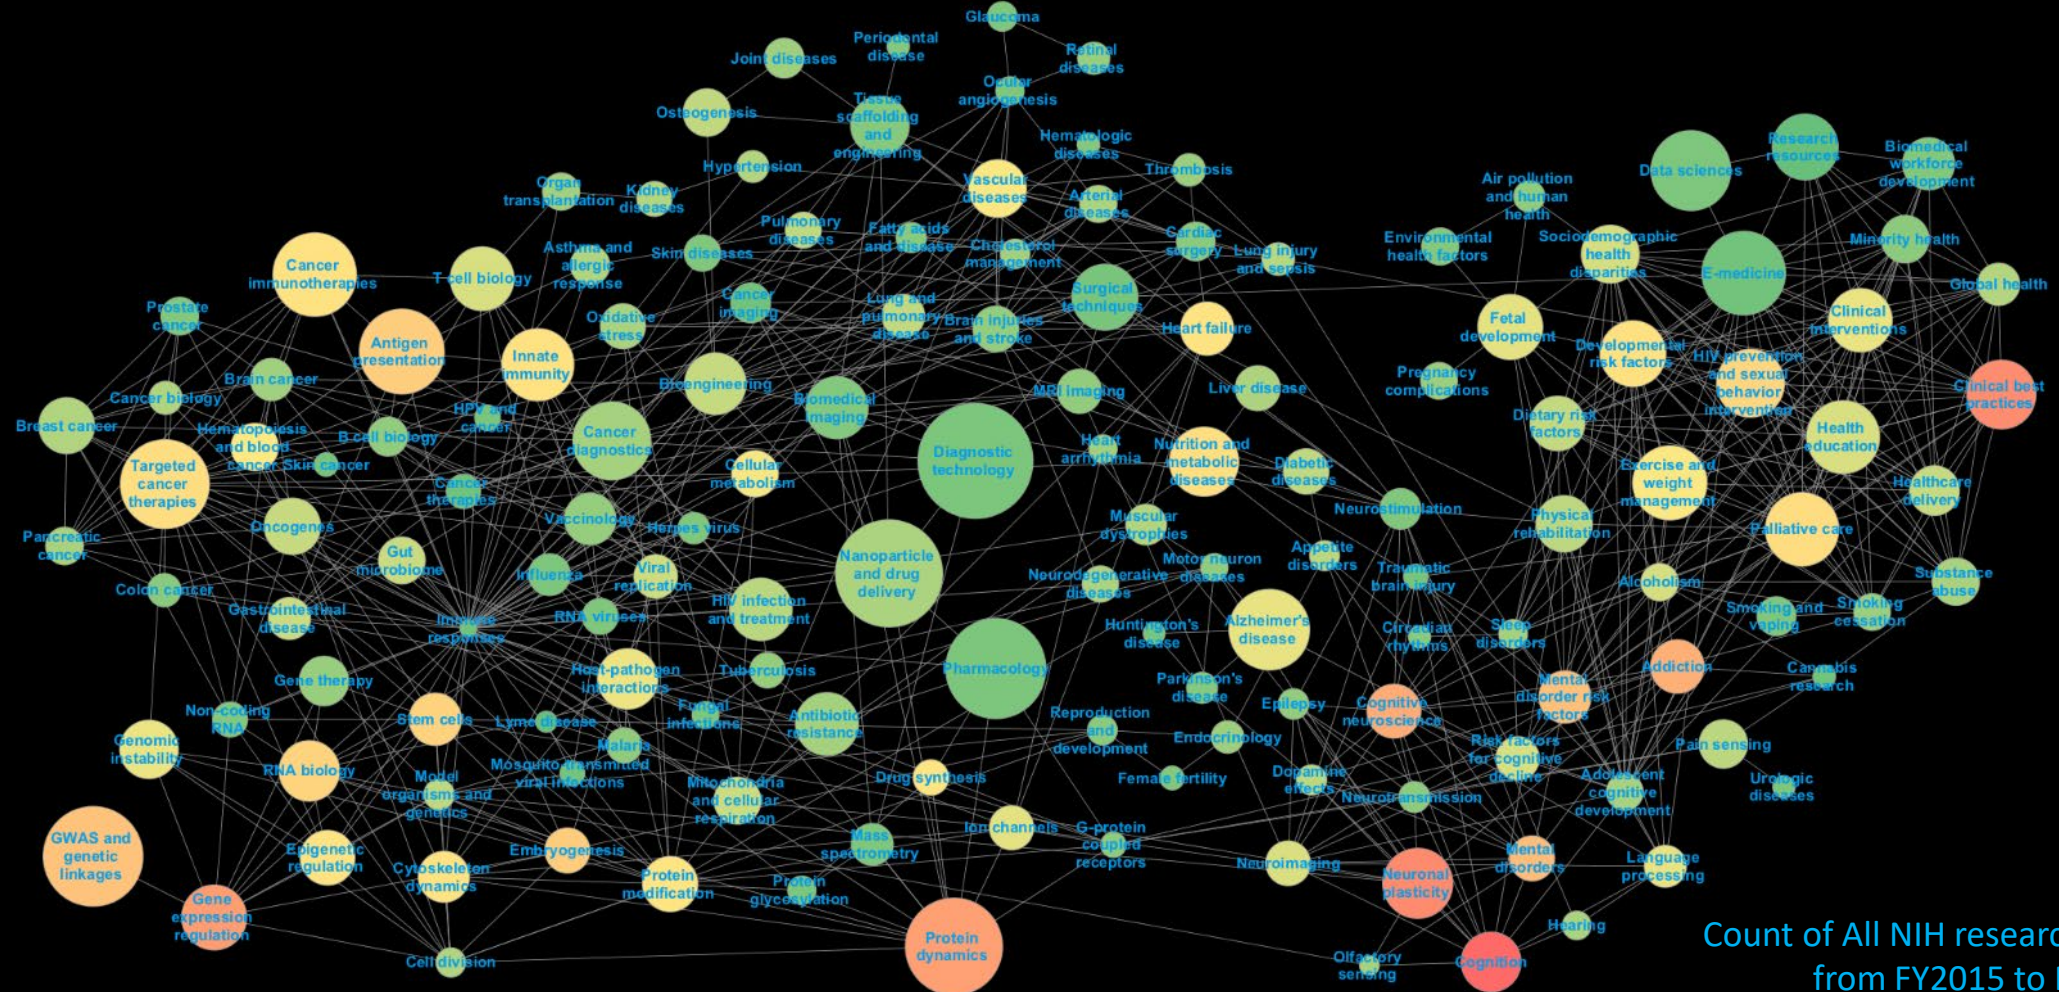 Glaucoma
Periodontal
disease
Joint diseases
Retinal
diseases
Ocular
angiogenesis
Osteogenesis
Tissue
scaffolding
and
engineering
Hematologic
diseases
Hypertension
Thrombosis
Vascular
diseases
Arterial
diseases
Organ
transplantation
Kidney
diseases
Pulmonary
diseases
Fatty acids
and disease
Cholesterol
management
Cardiac
surgery
Lung injury
and sepsis
Asthma and
allergic
response
Skin diseases
Cancer
immunotherapies
T cell biology
Prostate
cancer
Antigen
presentation
Innate
immunity
Oxidative
stress
Cancer
imaging
Lung and
pulmonary
disease
Brain injuries
and stroke
Surgical
techniques
Heart failure
Data sciences
Research
resources
Biomedical
workforce
development
Air pollution
and human
health
Environmental
health factors
Sociodemographic
health
disparities
Minority health
E-medicine
Global health
Fetal
development
Developmental
risk factors
Clinical
interventions
HIV prevention
and sexual
behavior
intervention
Pregnancy
complications
Clinical best
practices
Dietary risk
factors
Health
education
Exercise and
weight
management
Healthcare
delivery
Physical
rehabilitation
Palliative care
Alcoholism
Substance
abuse
Smoking and
vaping
Smoking
cessation
Brain cancer
Cancer biology
Breast cancer
Hematopoiesis
and blood
cancer
Skin cancer
B cell biology
HPV and
cancer
Cancer
diagnostics
Bioengineering
Biomedical
imaging
MRI imaging
Liver disease
Targeted
cancer
therapies
Cancer
therapies
Cellular
metabolism
Diagnostic
technology
Heart
arrhythmia
Nutrition and
metabolic
diseases
Diabetic
diseases
Neurostimulation
Oncogenes
Vaccinology
Herpes virus
Muscular
dystrophies
Pancreatic
cancer
Gut
microbiome
Influenza
Viral
replication
Nanoparticle
and drug
delivery
Motor neuron
diseases
Appetite
disorders
Traumatic
brain injury
Neurodegenerative
diseases
Colon cancer
Gastrointestinal
disease
Immune
responses
RNA viruses
HIV infection
and treatment
Huntington's
disease
Alzheimer's
disease
Circadian
rhythms
Sleep
disorders
Gene therapy
Host-pathogen
interactions
Tuberculosis
Pharmacology
Parkinson's
disease
Epilepsy
Cognitive
neuroscience
Mental
disorder risk
factors
Addiction
Cannabis
research
Non-coding
RNA
Stem cells
Lyme disease
Fungal
infections
Antibiotic
resistance
Reproduction
and
development
Endocrinology
Genomic
instability
Malaria
Risk factors
for cognitive
decline
Pain sensing
RNA biology
Model
organisms and
genetics
Mosquito-transmitted
viral infections
Mitochondria
and cellular
respiration
Drug synthesis
Female fertility
Dopamine
effects
Neurotransmission
Adolescent
cognitive
development
Urologic
diseases
GWAS and
genetic
linkages
Epigenetic
regulation
Cytoskeleton
dynamics
Embryogenesis
Protein
modification
Mass
spectrometry
Ion channels
G-protein
coupled
receptors
Neuroimaging
Neuronal
plasticity
Mental
disorders
Language
processing
Gene
expression
regulation
Protein
glycosylation
Protein
dynamics
Hearing
Cell division
Olfactory
sensing
Cognition
Count of All NIH researc
from FY2015 to